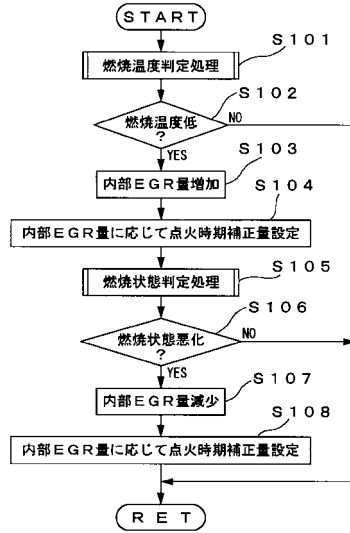 START
S101
燃焼温度判定処理
S102
燃焼温度低
?
NO
YES
S103
内部EGR量増加
S104
内部EGR量に応じて点火時期補正量設定
S105
燃焼状態判定処理
S106
燃焼状態悪化
?
NO
YES
S107
内部EGR量減少
S108
内部EGR量に応じて点火時期補正量設定
RET